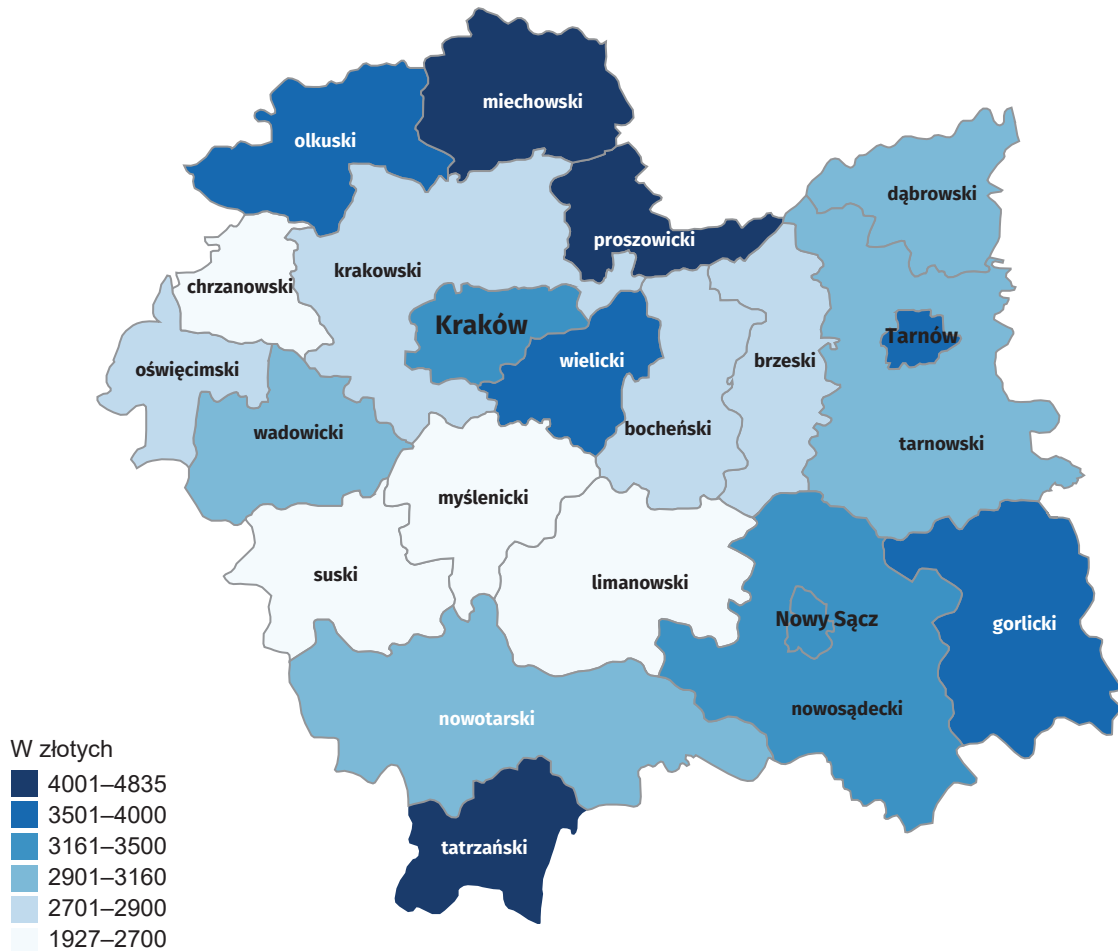 miechowski
olkuski
dąbrowski
proszowicki
krakowski
chrzanowski
Kraków
Tarnów
wielicki
brzeski
oświęcimski
bocheński
wadowicki
tarnowski
myślenicki
suski
limanowski
Nowy Sącz
gorlicki
nowosądecki
nowotarski
tatrzański
W złotych
4001–4835
3501–4000
3161–3500
2901–3160
2701–2900
1927–2700